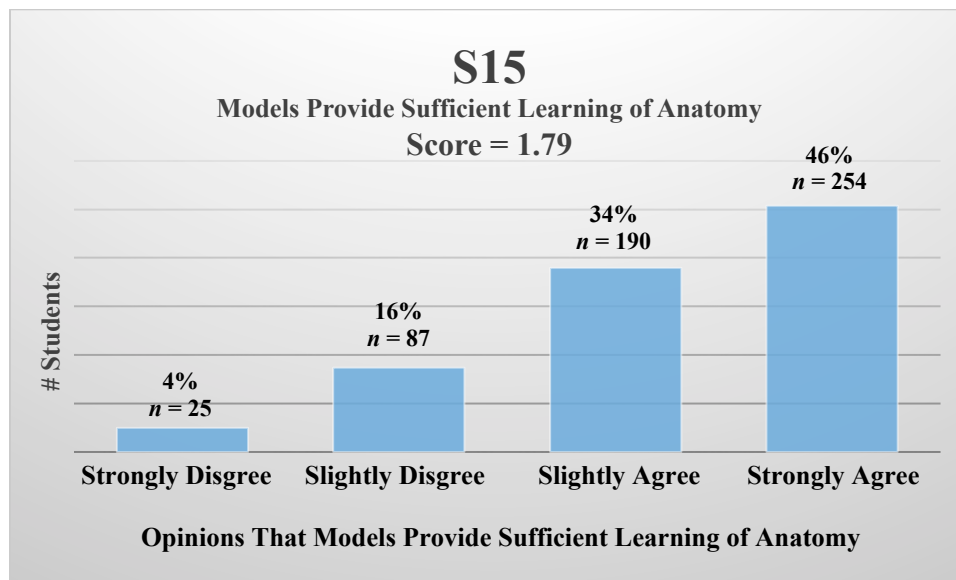 S15
Models Provide Sufficient Learning of Anatomy
Score = 1.79
46%
n = 254
34%
n = 190
16%
n = 87
4%
n = 25
# Students
Strongly Disgree
Slightly Disgree
Slightly Agree
Strongly Agree
Opinions That Models Provide Sufficient Learning of Anatomy